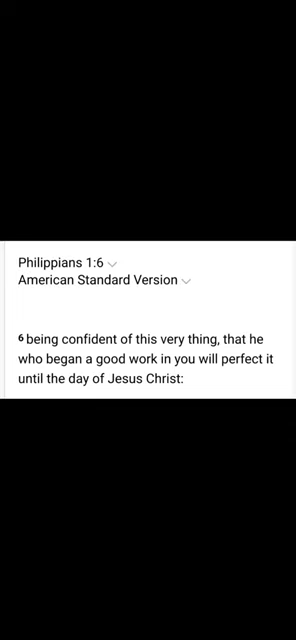 Philippians 1:6
American Standard Version
6 being confident of this very thing, that he
who began a good work in you will perfect it
until the day of Jesus Christ: